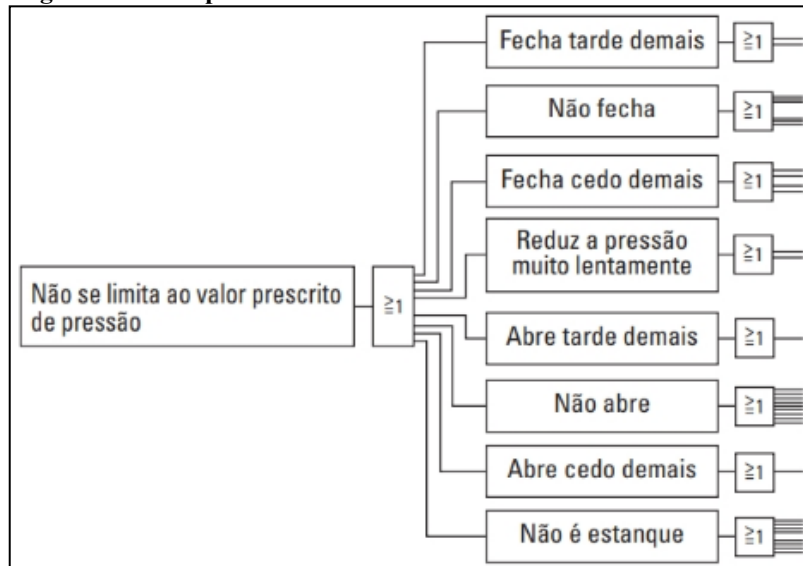 Fecha tarde demais
≧1
Não fecha
≧1
Fecha cedo demais
≧1
Reduz a pressão
muito lentamente
≧1
Não se limita ao valor prescrito
de pressão
≧1
Abre tarde demais
≧1
Não abre
≧1
Abre cedo demais
≧1
Não é estanque
≧1